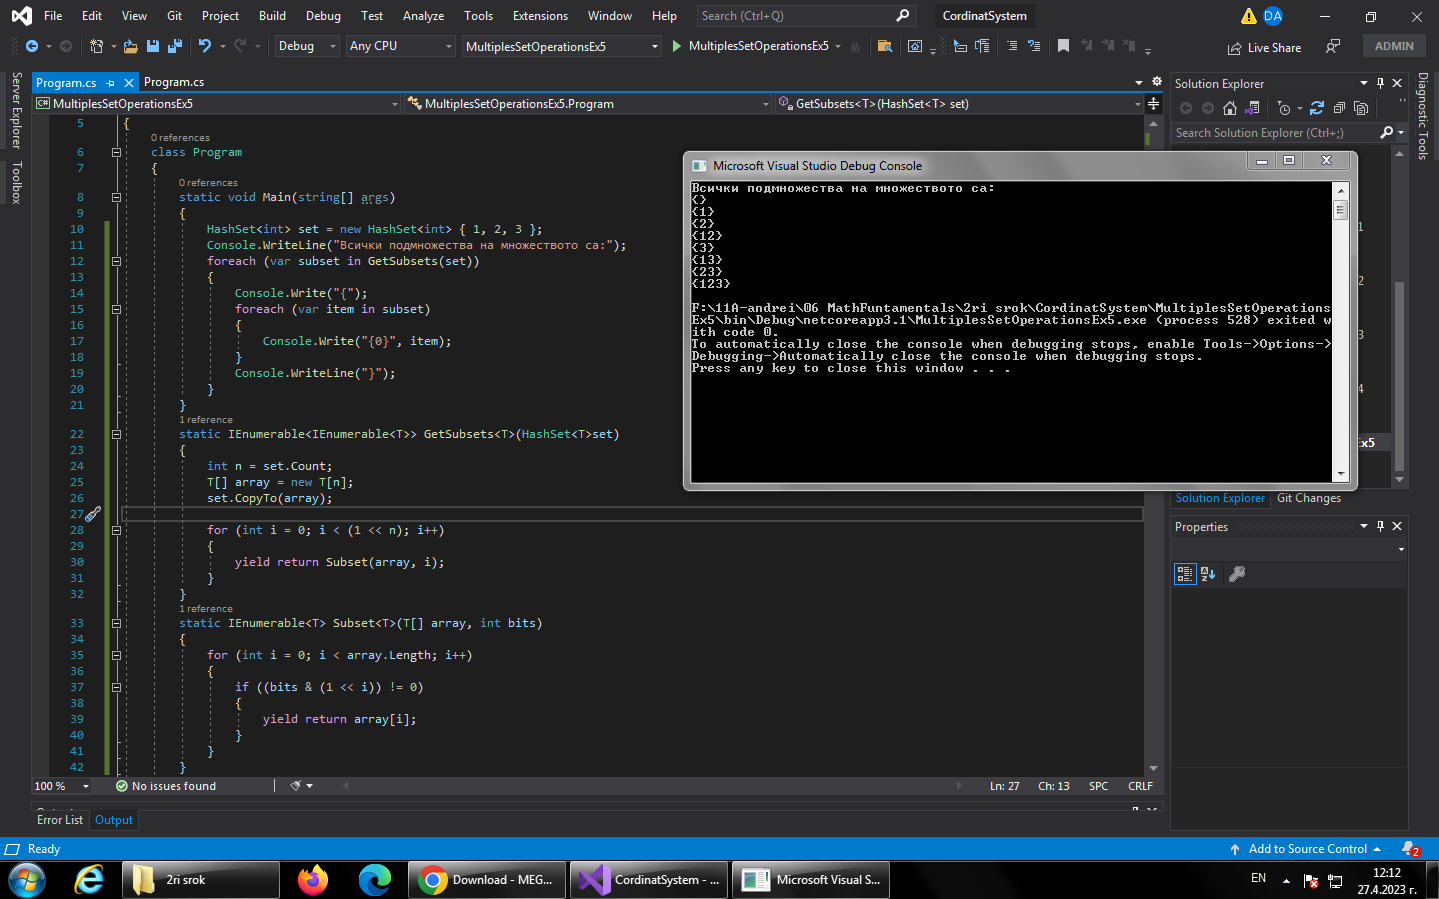 File Edit View Git Project Build Debug Test Analyze Tools Extensions Window Help Search (Ctrl+Q) CordinatSystem DA
Debug Any CPU MultiplesSetOperationsEx5 MultiplesSetOperationsEx5 Live Share ADMIN
Server Explorer
Toolbox
Program.cs Program.cs
C# MultiplesSetOperationsEx5 MultiplesSetOperationsEx5.Program GetSubsets<T>(HashSet<T> set)
5 {
0 references
6 class Program
7 {
0 references
8 static void Main(string[] args)
9 {
10 HashSet<int> set = new HashSet<int> { 1, 2, 3 };
11 Console.WriteLine("Всички подмножества на множеството са:");
12 foreach (var subset in GetSubsets(set))
13 {
14 Console.Write("{");
15 foreach (var item in subset)
16 {
17 Console.Write("{0}", item);
18 }
19 Console.WriteLine("}");
20 }
21 }
1 reference
22 static IEnumerable<IEnumerable<T>> GetSubsets<T>(HashSet<T>set)
23 {
24 int n = set.Count;
25 T[] array = new T[n];
26 set.CopyTo(array);
27
28 for (int i = 0; i < (1 << n); i++)
29 {
30 yield return Subset(array, i);
31 }
32 }
1 reference
33 static IEnumerable<T> Subset<T>(T[] array, int bits)
34 {
35 for (int i = 0; i < array.Length; i++)
36 {
37 if ((bits & (1 << i)) != 0)
38 {
39 yield return array[i];
40 }
41 }
42 }
100 % No issues found Ln: 27 Ch: 13 SPC CRLF
Error List Output
Microsoft Visual Studio Debug Console
Всички подмножества на множеството са:
{}
{1}
{2}
{12}
{3}
{13}
{23}
{123}
F:\11A-andrei\06 MathFuntamentals\2ri srok\CordinatSystem\MultiplesSetOperations
Ex5\bin\Debug\netcoreapp3.1\MultiplesSetOperationsEx5.exe (process 528) exited w
ith code 0.
To automatically close the console when debugging stops, enable Tools->Options->
Debugging->Automatically close the console when debugging stops.
Press any key to close this window . . .
Solution Explorer
Search Solution Explorer (Ctrl+;)
1
2
3
4
Ex5
Solution Explorer Git Changes
Properties
Diagnostic Tools
Ready Add to Source Control 2
2ri srok Download - MEG... CordinatSystem - ... Microsoft Visual S... EN 12:12
27.4.2023 г.